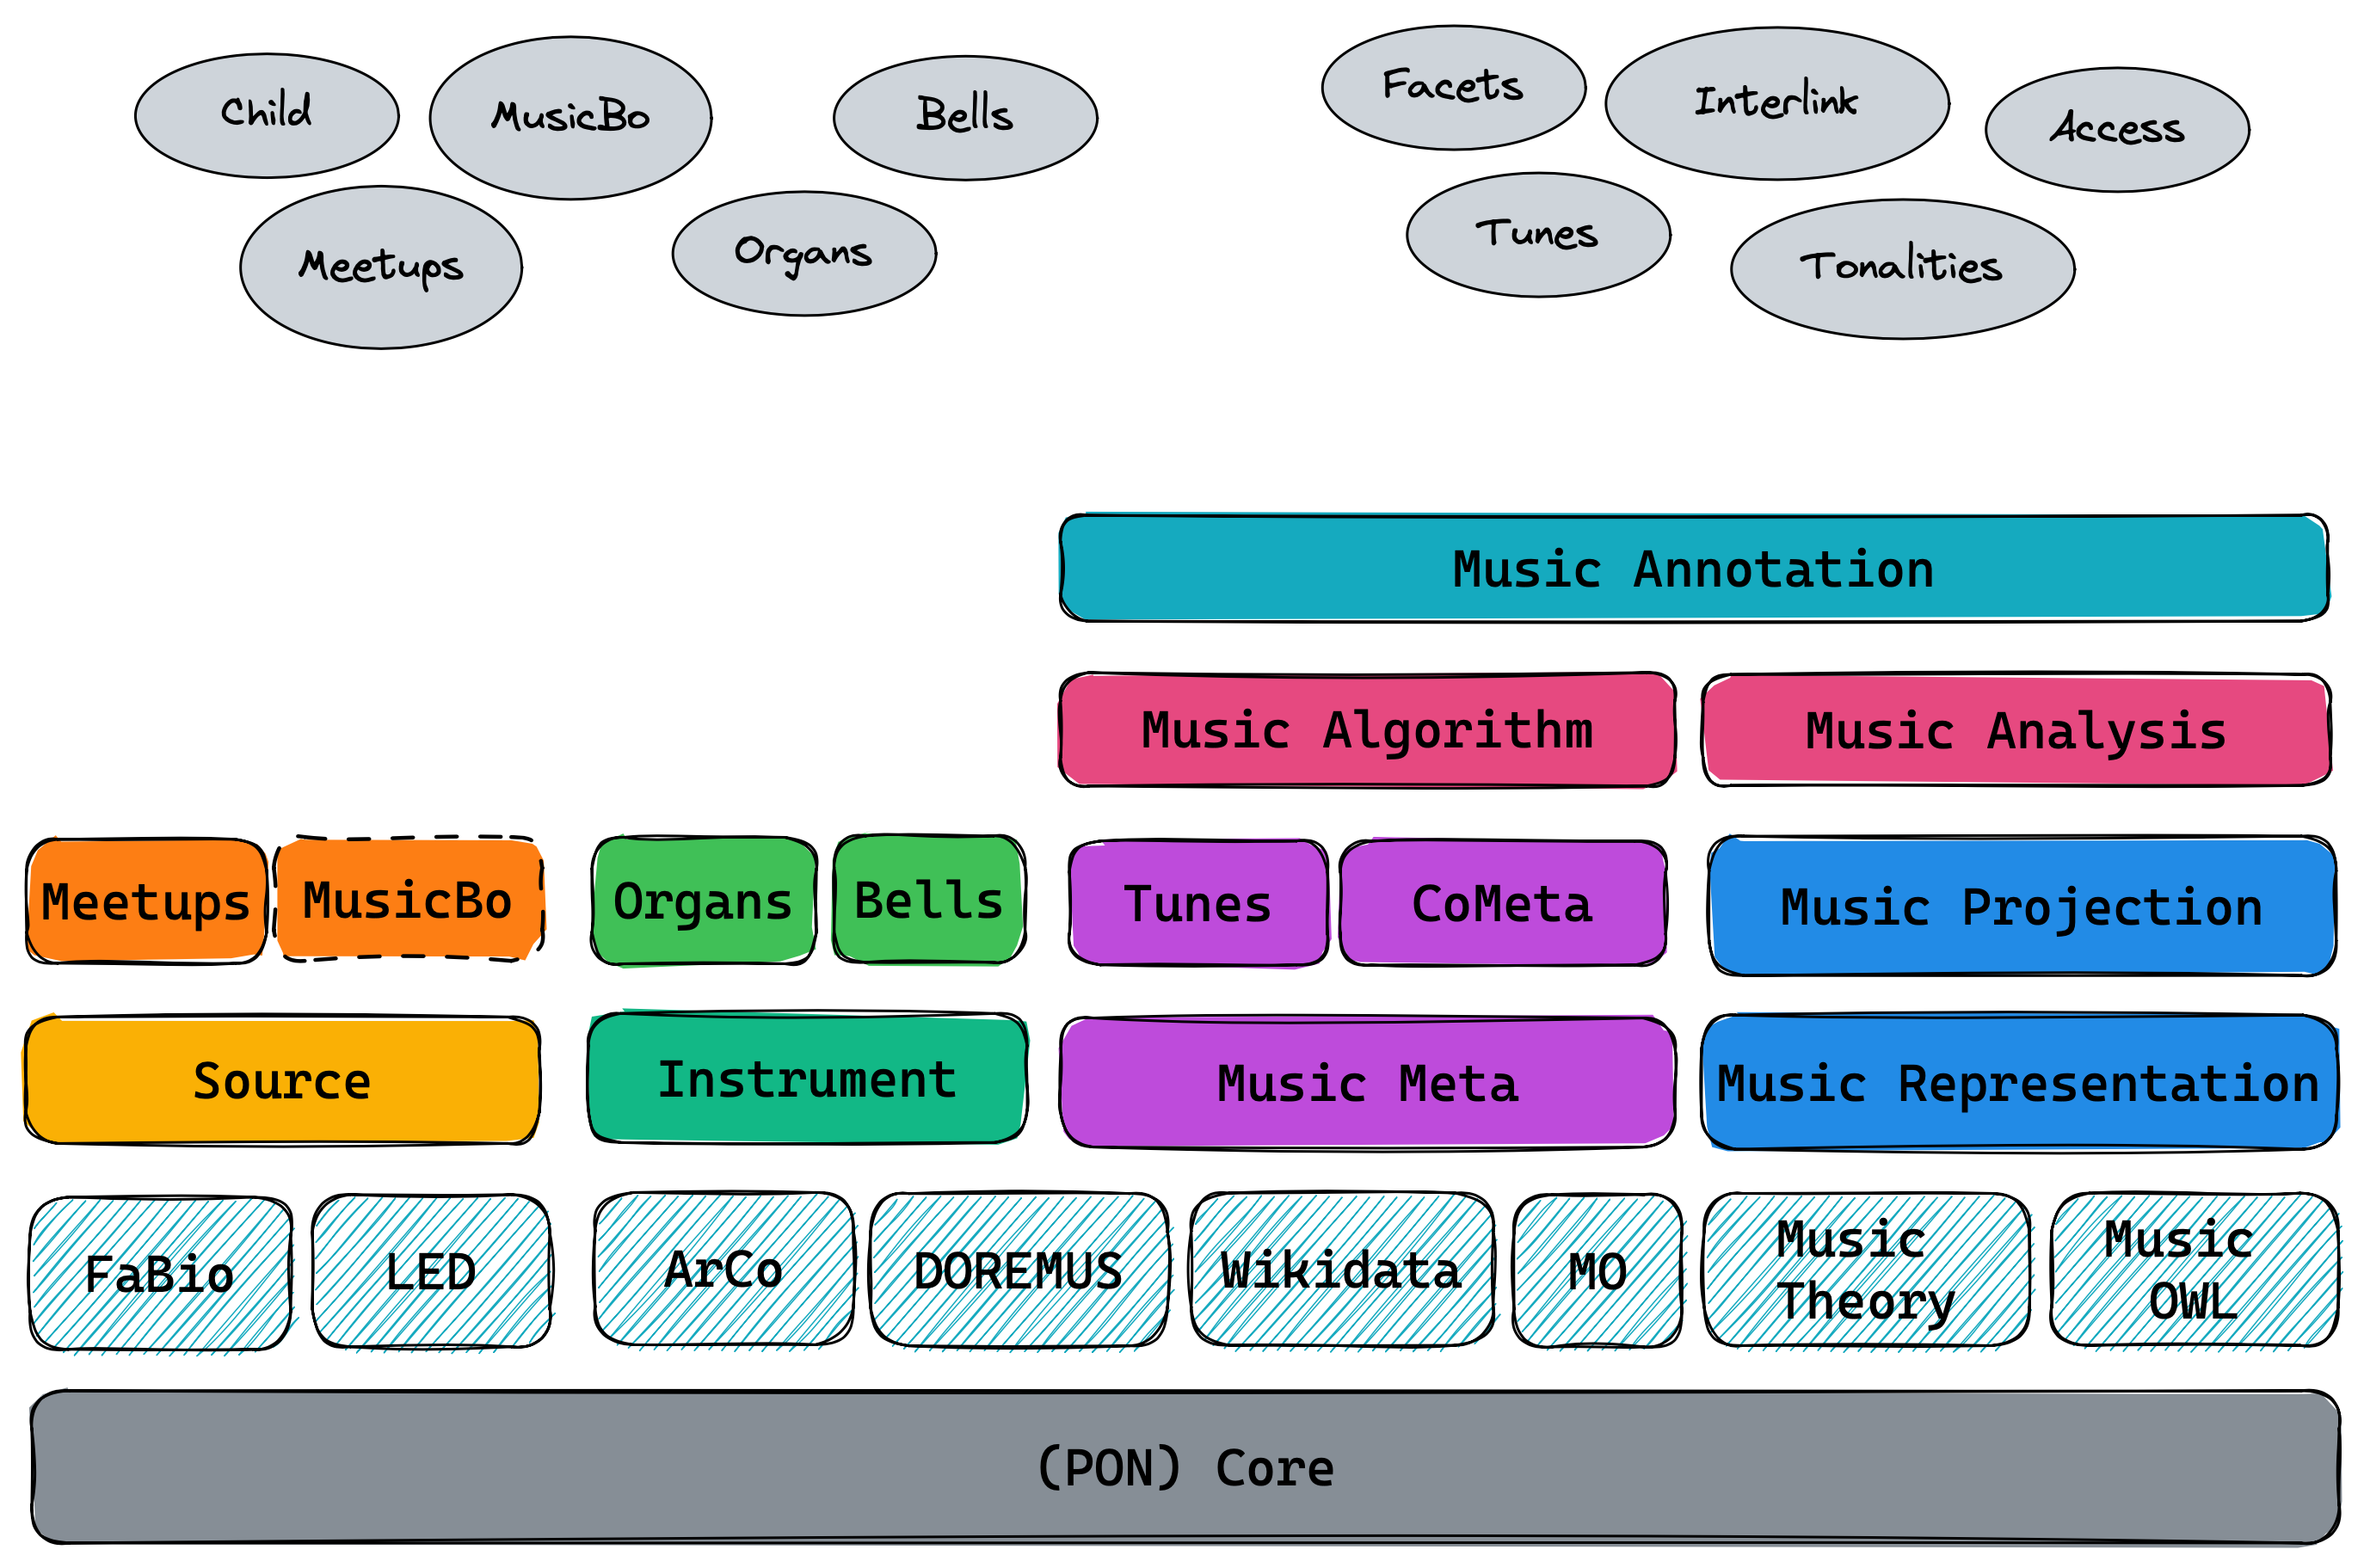 Child
MusicBo
Bells
Facets
Interlink
Access
Meetups
Organs
Tunes
Tonalities
Music Annotation
Music Algorithm
Music Analysis
Meetups
MusicBo
Organs
Bells
Tunes
CoMeta
Music Projection
Source
Instrument
Music Meta
Music Representation
FaBio
LED
ArCo
DOREMUS
Wikidata
MO
Music
Theory
Music
OWL
(PON) Core